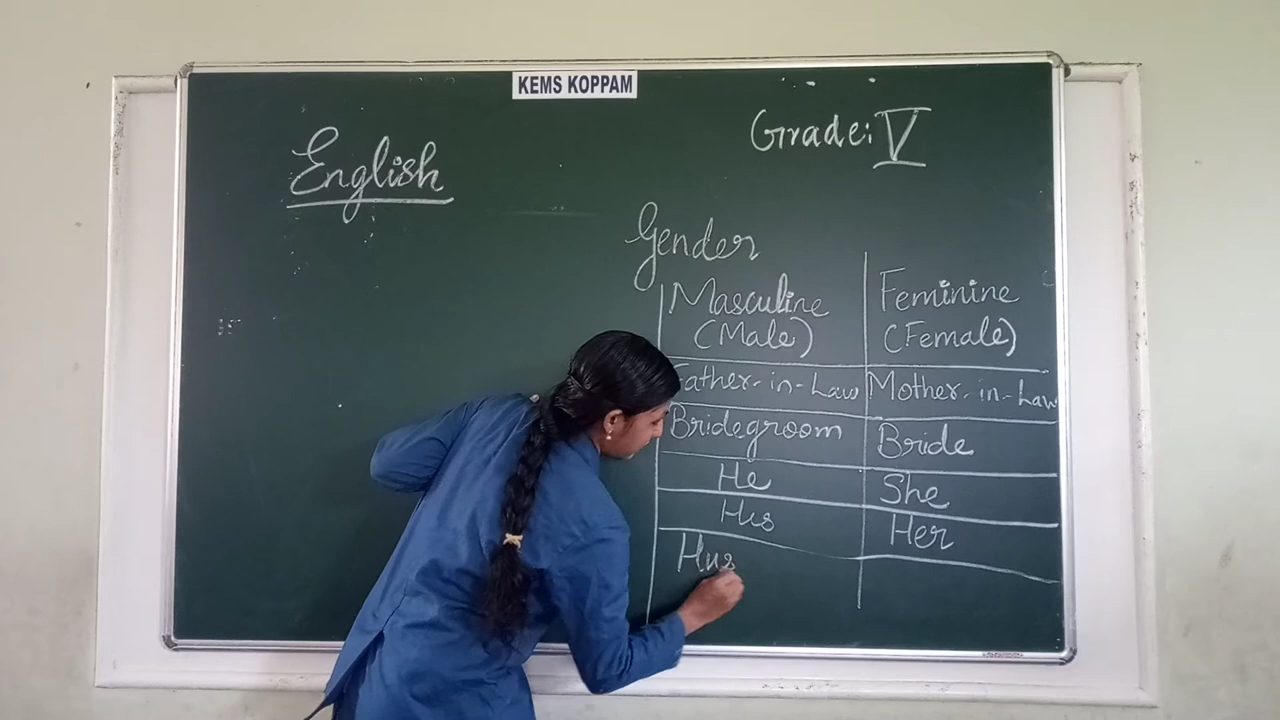 KEMS KOPPAM
English
Grade: V
Gender
Masculine Feminine
(Male) (Female)
Father-in-Law Mother-in-Law
Bridegroom Bride
He She
His Her
Hus